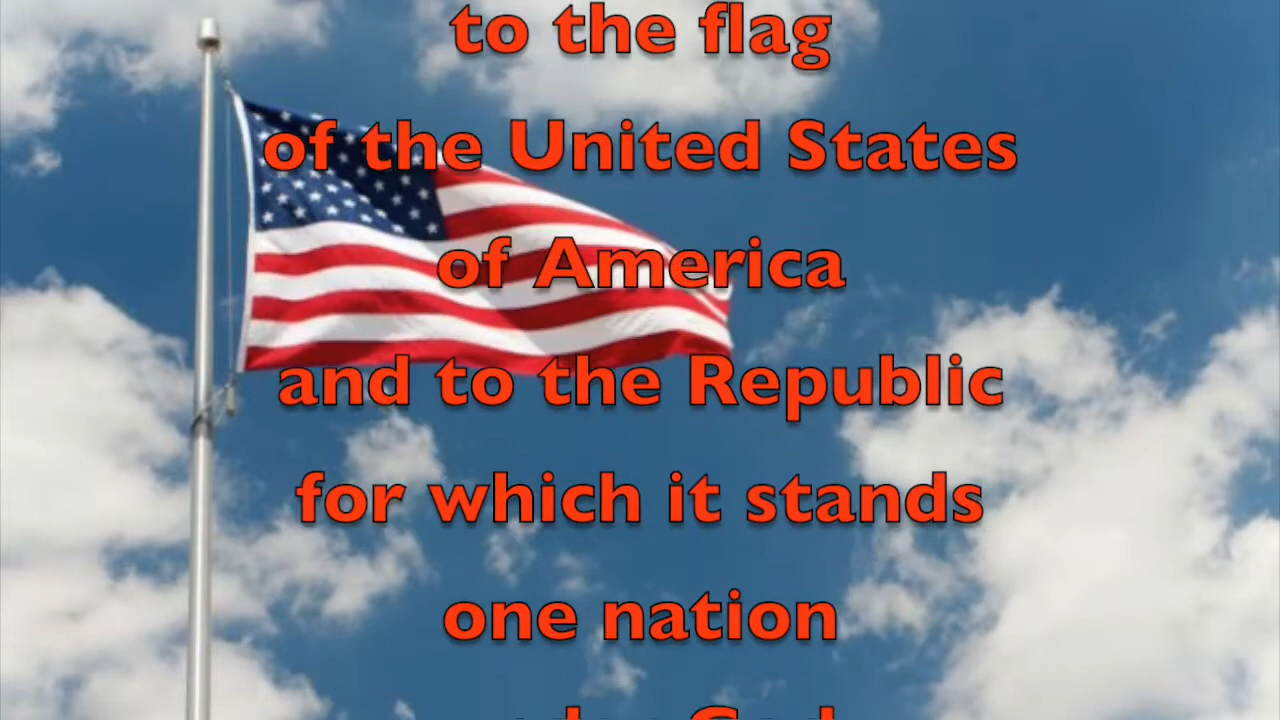 to the flag
of the United States
of America
and to the Republic
for which it stands
one nation